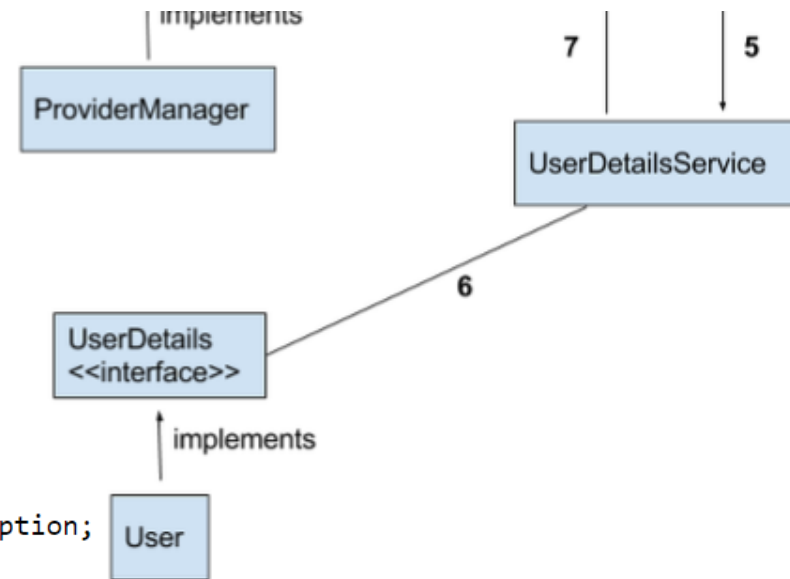 implements
7
5
ProviderManager
UserDetailsService
6
UserDetails
<<interface>>
implements
ption;
User